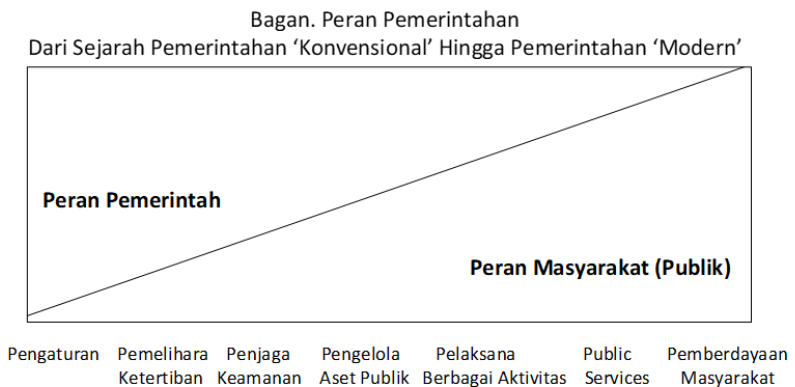 Bagan. Peran Pemerintahan
Dari Sejarah Pemerintahan ‘Konvensional’ Hingga Pemerintahan ‘Modern’
Peran Pemerintah
Peran Masyarakat (Publik)
Pengaturan Pemelihara Penjaga Pengelola Pelaksana Public Pemberdayaan
Ketertiban Keamanan Aset Publik Berbagai Aktivitas Services Masyarakat